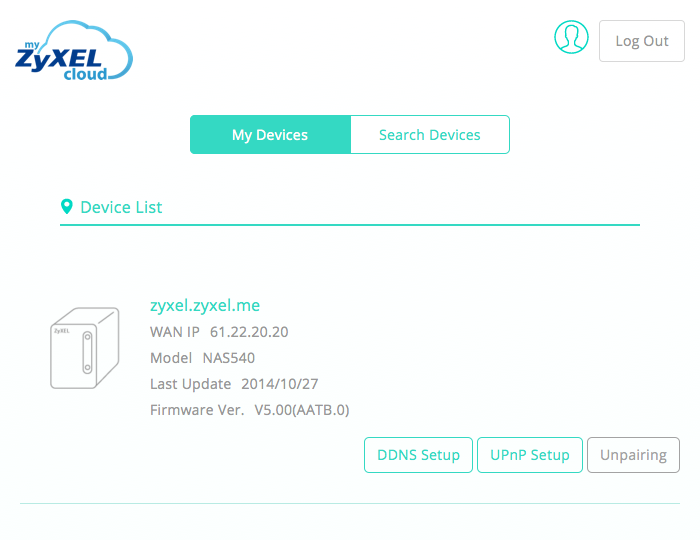 my
ZyXEL
cloud
Log Out
My Devices
Search Devices
Device List
zyxel.zyxel.me
ZyXEL
WAN IP 61.22.20.20
Model NAS540
Last Update 2014/10/27
Firmware Ver. V5.00(AATB.0)
DDNS Setup
UPnP Setup
Unpairing